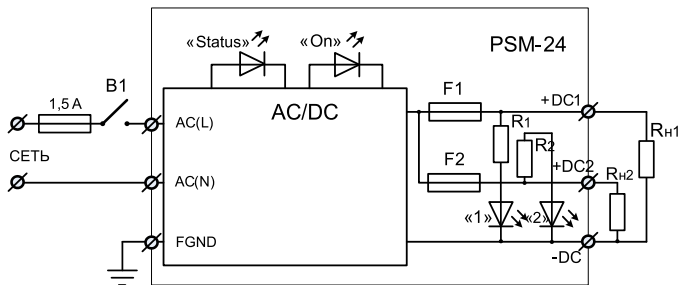 «Status»
«On»
PSM-24
B1
1,5 A
AC/DC
F1
+DC1
AC(L)
R1
R2
Rн1
СЕТЬ
F2
+DC2
AC(N)
Rн2
«1»
«2»
FGND
-DC